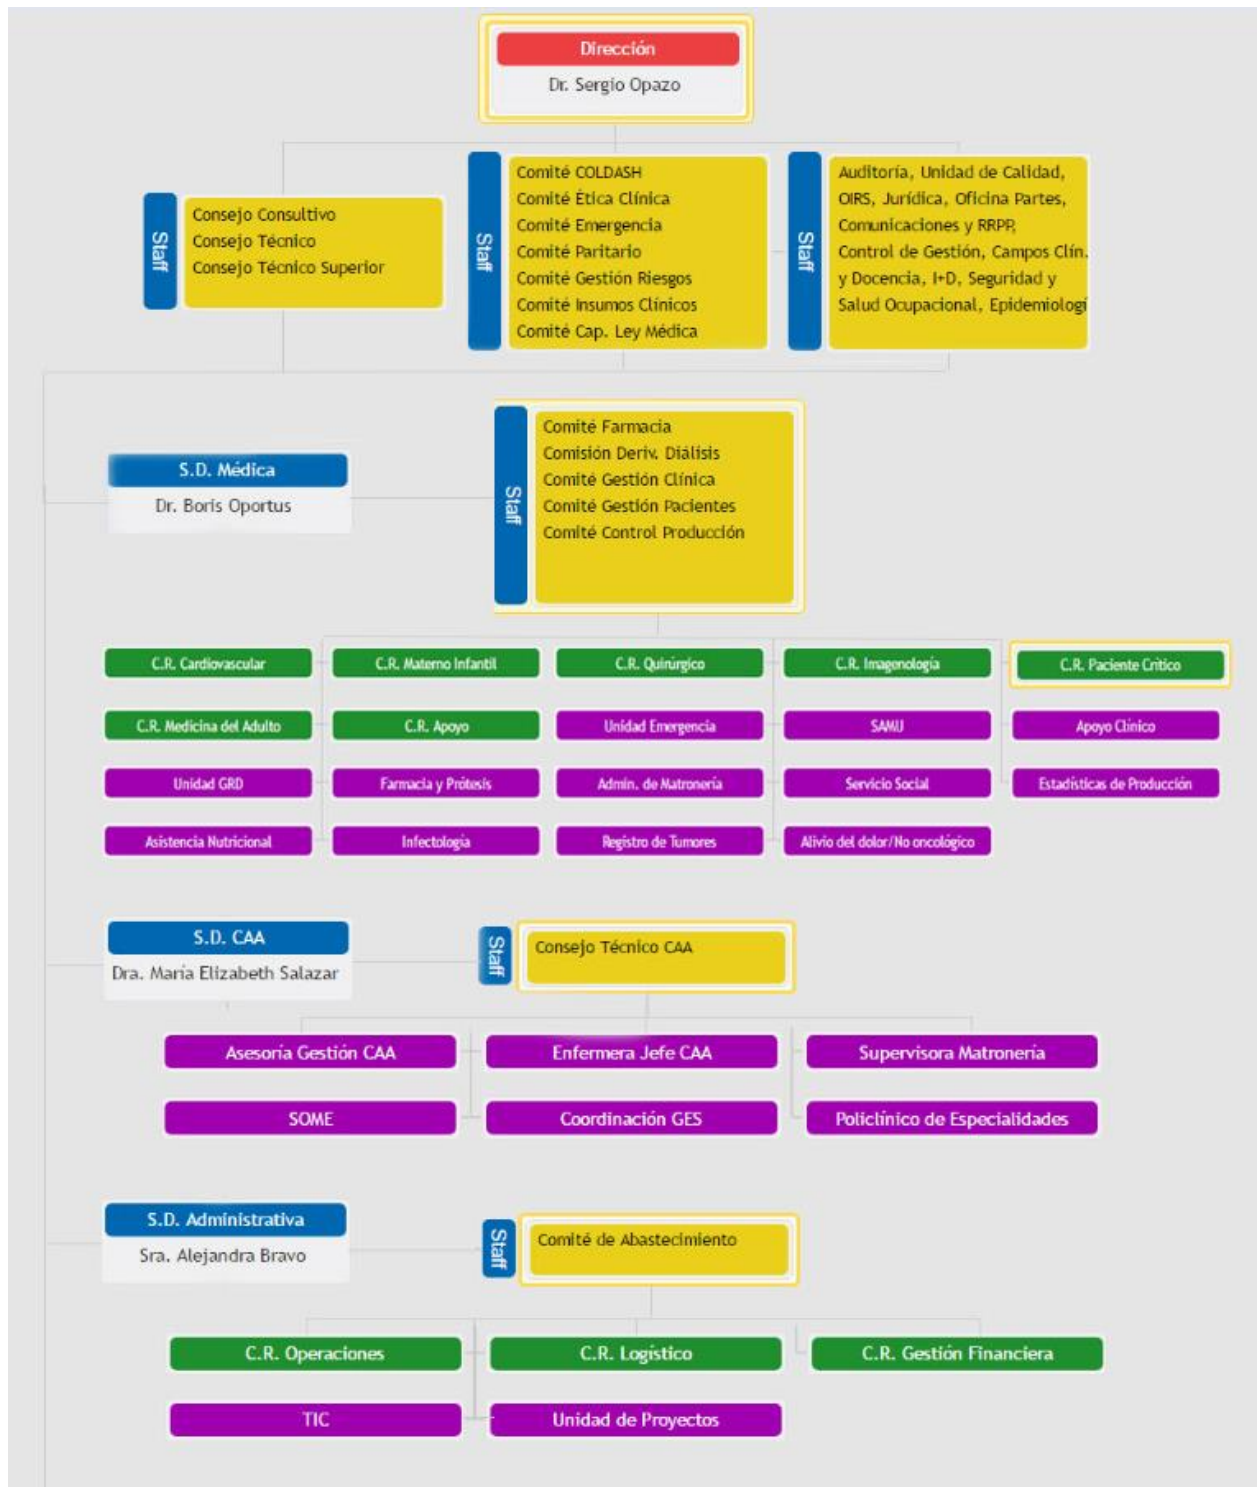 Dirección
Dr. Sergio Opazo
Staff
Consejo Consultivo
Consejo Técnico
Consejo Técnico Superior
Staff
Comité COLDASH
Comité Ética Clínica
Comité Emergencia
Comité Paritario
Comité Gestión Riesgos
Comité Insumos Clínicos
Comité Cap. Ley Médica
Staff
Auditoría, Unidad de Calidad,
OIRS, Jurídica, Oficina Partes,
Comunicaciones y RRPP,
Control de Gestión, Campos Clín.
y Docencia, I+D, Seguridad y
Salud Ocupacional, Epidemiologí
S.D. Médica
Dr. Boris Oportus
Staff
Comité Farmacia
Comisión Deriv. Diálisis
Comité Gestión Clínica
Comité Gestión Pacientes
Comité Control Producción
C.R. Cardiovascular
C.R. Materno Infantil
C.R. Quirúrgico
C.R. Imagenología
C.R. Paciente Crítico
C.R. Medicina del Adulto
C.R. Apoyo
Unidad Emergencia
SAMU
Apoyo Clínico
Unidad GRD
Farmacia y Prótesis
Admin. de Matronería
Servicio Social
Estadísticas de Producción
Asistencia Nutricional
Infectología
Registro de Tumores
Alivio del dolor/No oncológico
S.D. CAA
Dra. María Elizabeth Salazar
Staff
Consejo Técnico CAA
Asesoría Gestión CAA
Enfermera Jefe CAA
Supervisora Matronería
SOME
Coordinación GES
Policlínico de Especialidades
S.D. Administrativa
Sra. Alejandra Bravo
Staff
Comité de Abastecimiento
C.R. Operaciones
C.R. Logístico
C.R. Gestión Financiera
TIC
Unidad de Proyectos